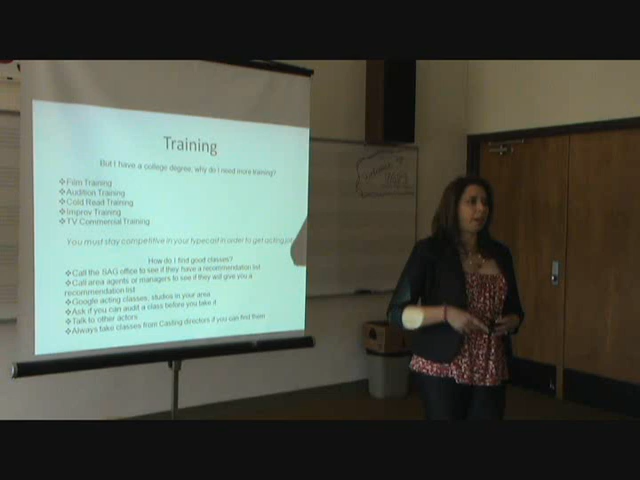 Training
But I have a college degree, why do I need more training?
❖Film Training
❖Audition Training
❖Cold Read Training
❖Improv Training
❖TV Commercial Training
You must stay competitive in your typecast in order to get acting jo
How do I find good classes?
❖Call the SAG office to see if they have a recommendation list
❖Call area agents or managers to see if they will give you a
recommendation list
❖Google acting classes, studios in your area
❖Ask if you can audit a class before you take it
❖Talk to other actors
❖Always take classes from Casting directors if you can find them